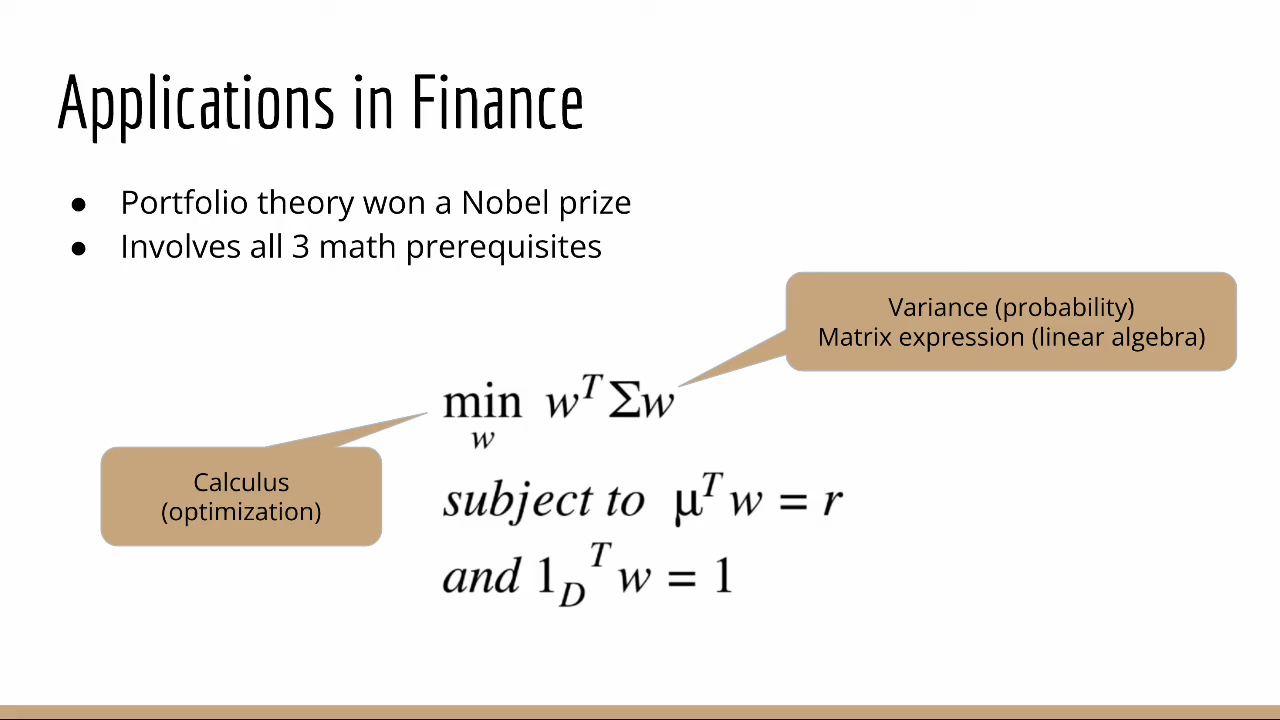 Applications in Finance
● Portfolio theory won a Nobel prize
● Involves all 3 math prerequisites
Variance (probability)
Matrix expression (linear algebra)
min w^T Σw
w
Calculus
(optimization)
subject to μ^T w = r
and 1_D^T w = 1